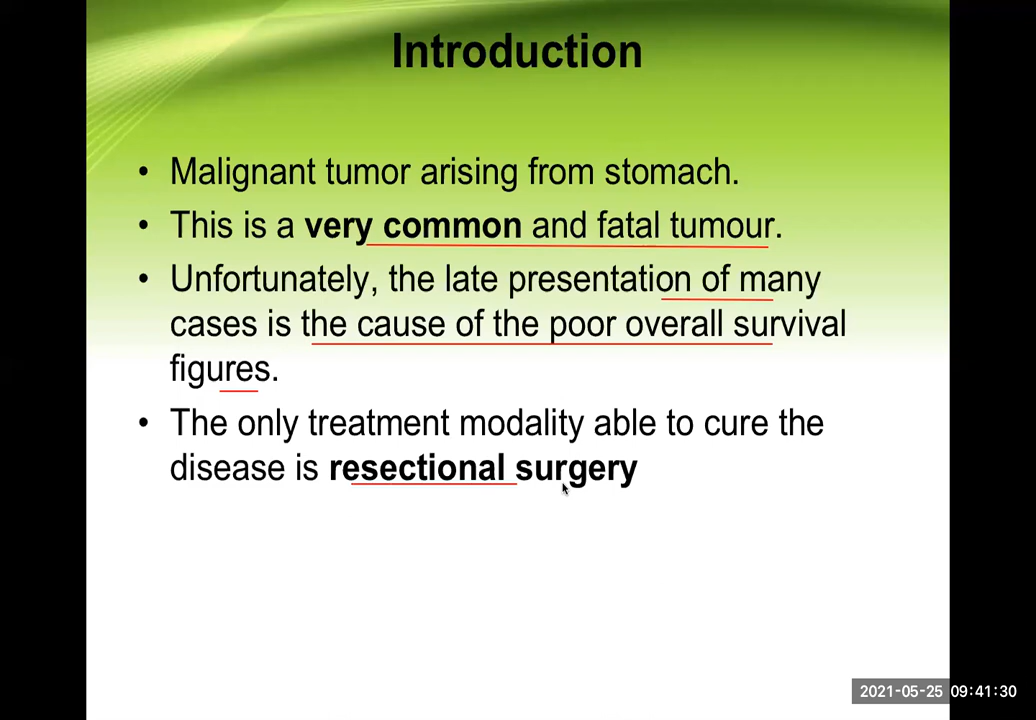 Introduction
• Malignant tumor arising from stomach.
• This is a very common and fatal tumour.
• Unfortunately, the late presentation of many
cases is the cause of the poor overall survival
figures.
• The only treatment modality able to cure the
disease is resectional surgery
2021-05-25 09:41:30